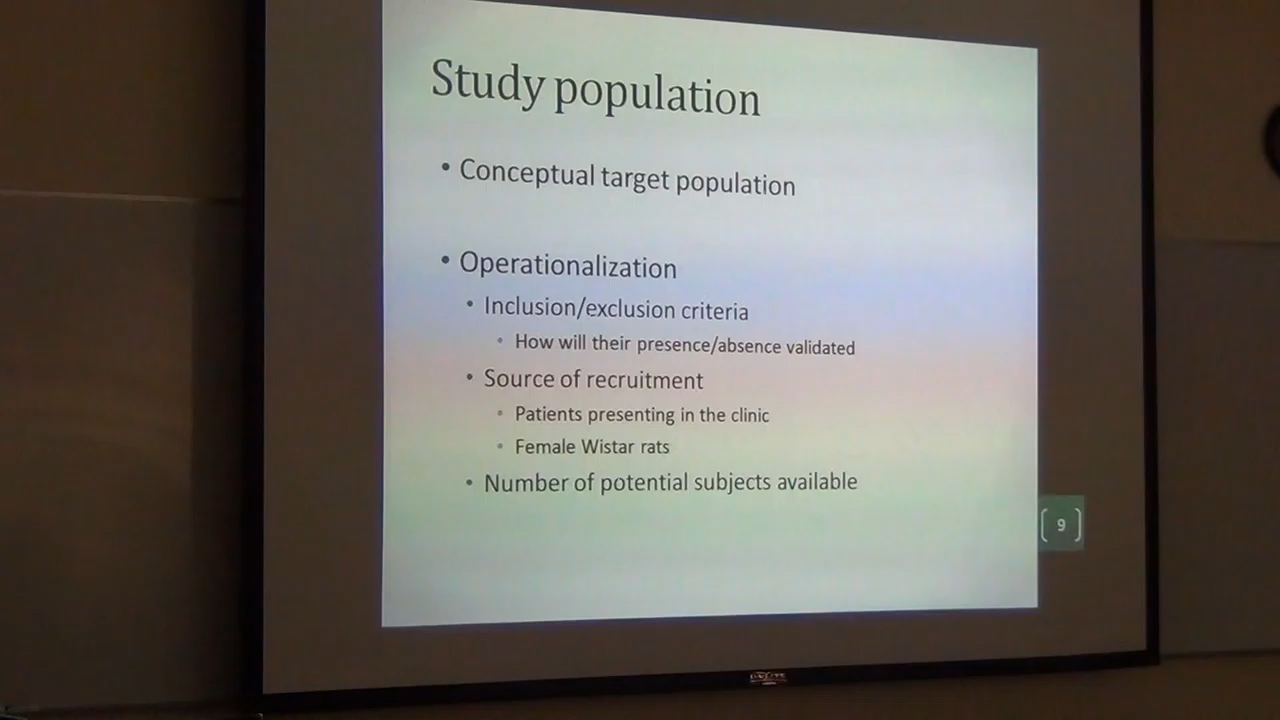 Study population
• Conceptual target population
• Operationalization
• Inclusion/exclusion criteria
• How will their presence/absence validated
• Source of recruitment
• Patients presenting in the clinic
• Female Wistar rats
• Number of potential subjects available
[ 9 ]